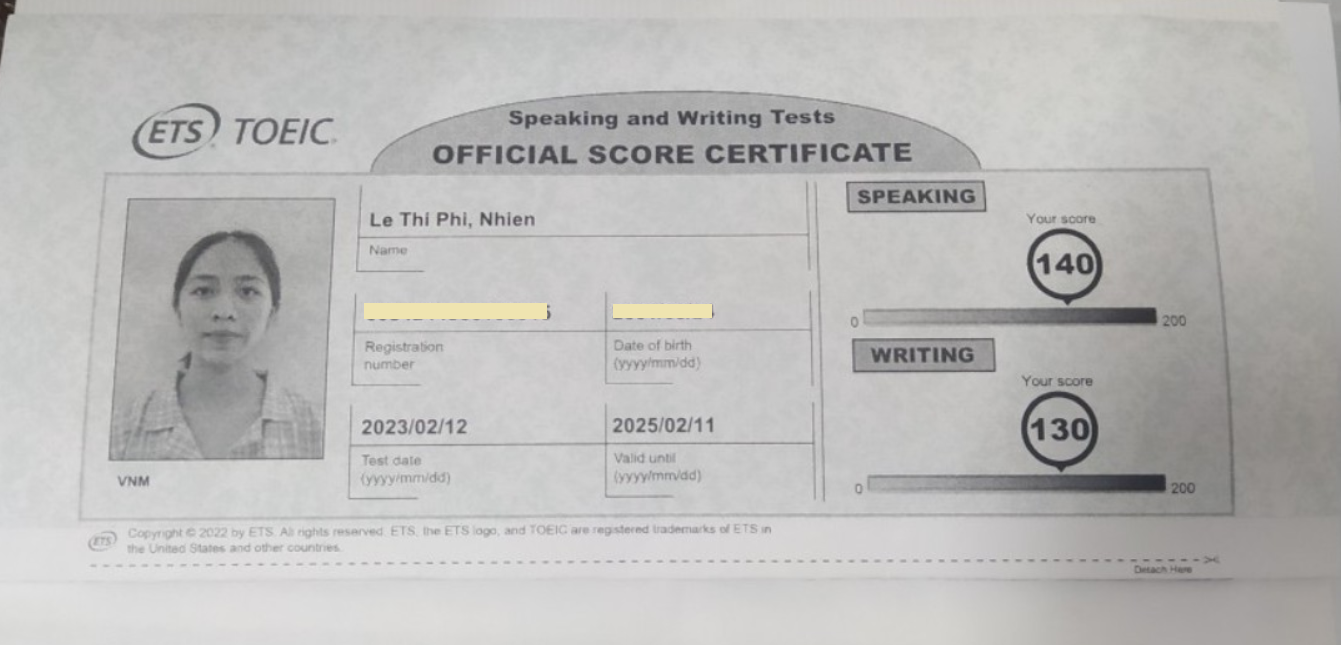 ETS TOEIC.
Speaking and Writing Tests
OFFICIAL SCORE CERTIFICATE
Le Thi Phi, Nhien
Name
Registration
number
Date of birth
(yyyy/mm/dd)
2023/02/12
Test date
(yyyy/mm/dd)
2025/02/11
Valid until
(yyyy/mm/dd)
VNM
SPEAKING
Your score
140
0
200
WRITING
Your score
130
0
200
ETS
Copyright © 2022 by ETS. All rights reserved. ETS, the ETS logo, and TOEIC are registered trademarks of ETS in
the United States and other countries.
Detach Here